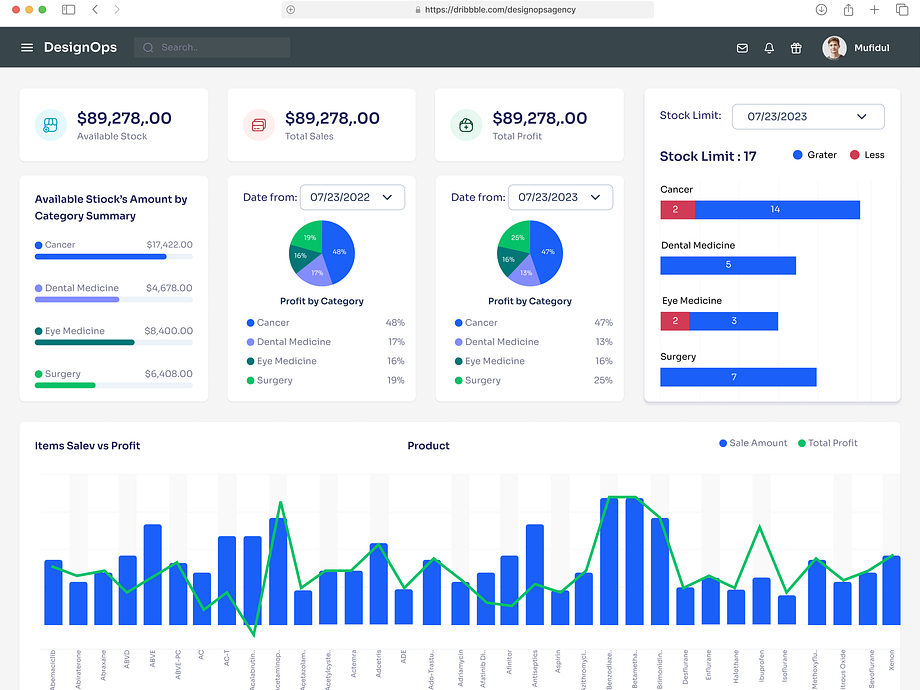 https://dribbble.com/designopsagency
DesignOps
Search..
Mufidul
$89,278,.00
Available Stock
$89,278,.00
Total Sales
$89,278,.00
Total Profit
Stock Limit:
07/23/2023
Stock Limit : 17
Grater
Less
Cancer
2
14
Dental Medicine
5
Eye Medicine
2
3
Surgery
7
Available Stiock's Amount by
Category Summary
Cancer
$17,422.00
Dental Medicine
$4,678.00
Eye Medicine
$8,400.00
Surgery
$6,408.00
Date from:
07/23/2022
19%
48%
16%
17%
Profit by Category
Cancer
48%
Dental Medicine
17%
Eye Medicine
16%
Surgery
19%
Date from:
07/23/2023
25%
47%
16%
13%
Profit by Category
Cancer
47%
Dental Medicine
13%
Eye Medicine
16%
Surgery
25%
Items Salev vs Profit
Product
Sale Amount
Total Profit
Abemaciclib
Abiraterone
Abraxane
ABVD
ABVE
ABVE-PC
AC
AC-T
Acalabutin.
Acetaminop.
Acetazolam.
Acetylcyste.
Actemra
Adcetris
ADE
Ado-Trastu.
Adriamycin
Afatinib Di.
Afinitor
Antiseptics
Aspirin
Azithromyci.
Benzodiaze.
Betametha.
Brimonidin.
Desflurane
Enflurane
Halothane
Ibuprofen
Isoflurane
Methoxyflu.
Sevoflurane
Xenon